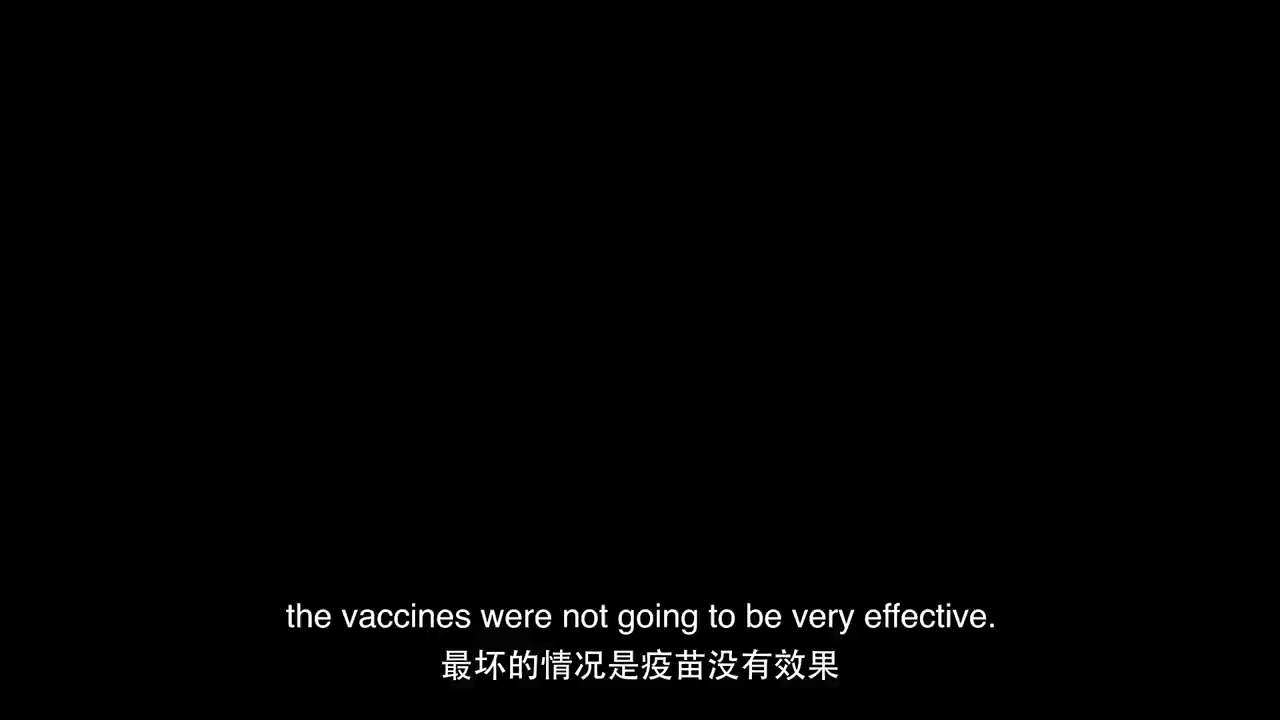 the vaccines were not going to be very effective.
最坏的情况是疫苗没有效果